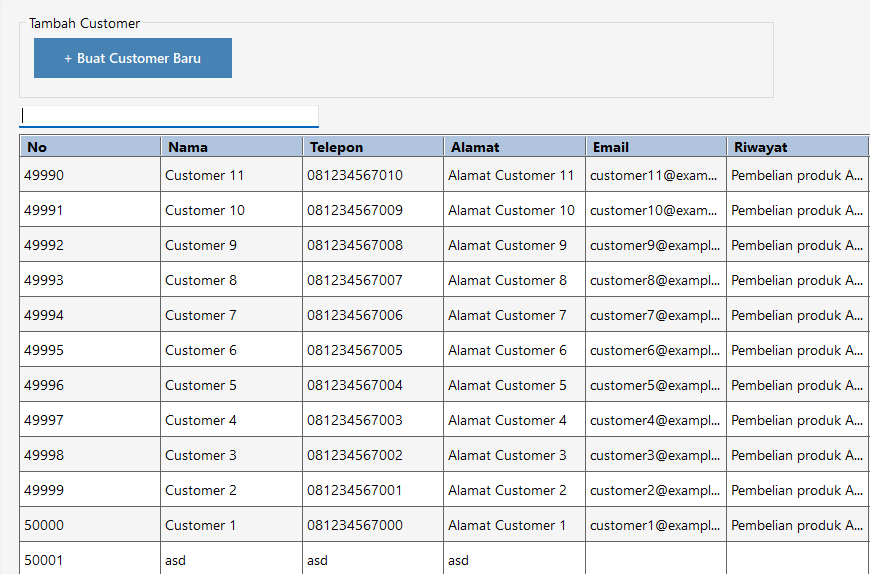 Tambah Customer
+ Buat Customer Baru
No Nama Telepon Alamat Email Riwayat
49990 Customer 11 081234567010 Alamat Customer 11 customer11@exam... Pembelian produk A...
49991 Customer 10 081234567009 Alamat Customer 10 customer10@exam... Pembelian produk A...
49992 Customer 9 081234567008 Alamat Customer 9 customer9@exampl... Pembelian produk A...
49993 Customer 8 081234567007 Alamat Customer 8 customer8@exampl... Pembelian produk A...
49994 Customer 7 081234567006 Alamat Customer 7 customer7@exampl... Pembelian produk A...
49995 Customer 6 081234567005 Alamat Customer 6 customer6@exampl... Pembelian produk A...
49996 Customer 5 081234567004 Alamat Customer 5 customer5@exampl... Pembelian produk A...
49997 Customer 4 081234567003 Alamat Customer 4 customer4@exampl... Pembelian produk A...
49998 Customer 3 081234567002 Alamat Customer 3 customer3@exampl... Pembelian produk A...
49999 Customer 2 081234567001 Alamat Customer 2 customer2@exampl... Pembelian produk A...
50000 Customer 1 081234567000 Alamat Customer 1 customer1@exampl... Pembelian produk A...
50001 asd asd asd